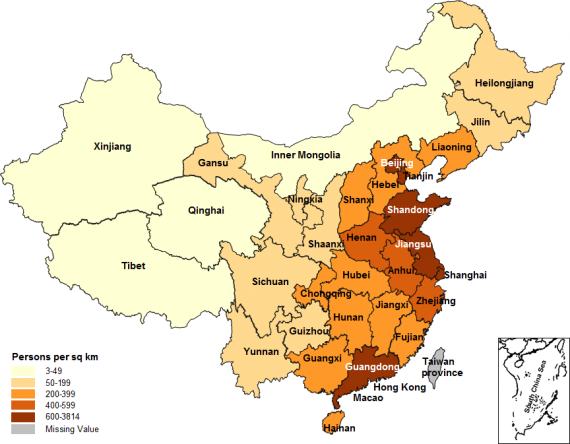 Heilongjiang
Jilin
Liaoning
Xinjiang
Inner Mongolia
Gansu
Beijing
Tianjin
Hebei
Ningxia
Shanxi
Qinghai
Shandong
Shaanxi
Henan
Jiangsu
Tibet
Sichuan
Hubei
Anhui
Shanghai
Chongqing
Zhejiang
Hunan
Jiangxi
Guizhou
Fujian
Yunnan
Guangxi
Guangdong
Taiwan
province
Hong Kong
Macao
Hainan
Persons per sq km
3-49
50-199
200-399
400-599
600-3814
Missing Value
South China Sea